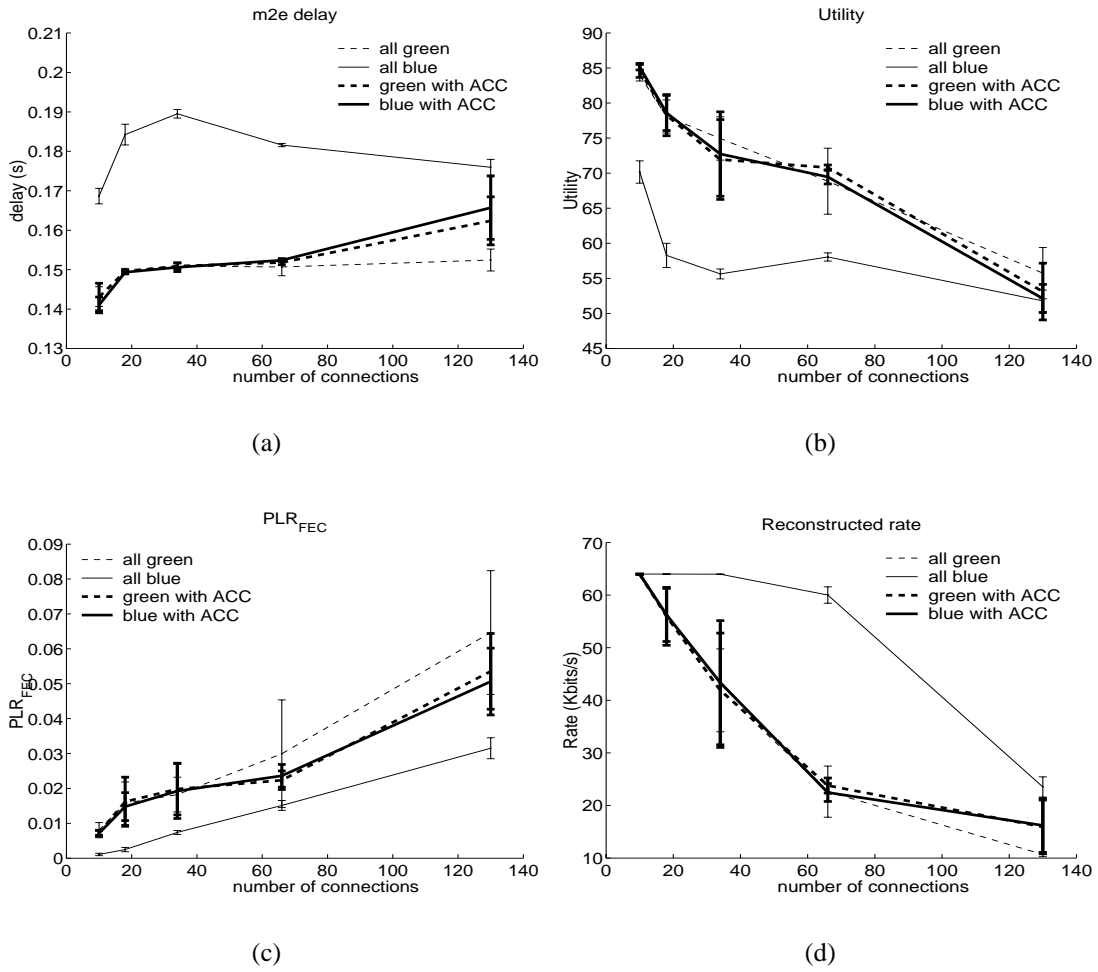 m2e delay
0.21
0.2
0.19
0.18
0.17
0.16
0.15
0.14
0.13
delay (s)
all green
all blue
green with ACC
blue with ACC
0 20 40 60 80 100 120 140
number of connections
(a)
Utility
90
85
80
75
70
65
60
55
50
45
Utility
all green
all blue
green with ACC
blue with ACC
0 20 40 60 80 100 120 140
number of connections
(b)
PLR_FEC
0.09
0.08
0.07
0.06
0.05
0.04
0.03
0.02
0.01
0
PLR_FEC
all green
all blue
green with ACC
blue with ACC
0 20 40 60 80 100 120 140
number of connections
(c)
Reconstructed rate
70
60
50
40
30
20
10
Rate (Kbits/s)
all green
all blue
green with ACC
blue with ACC
0 20 40 60 80 100 120 140
number of connections
(d)